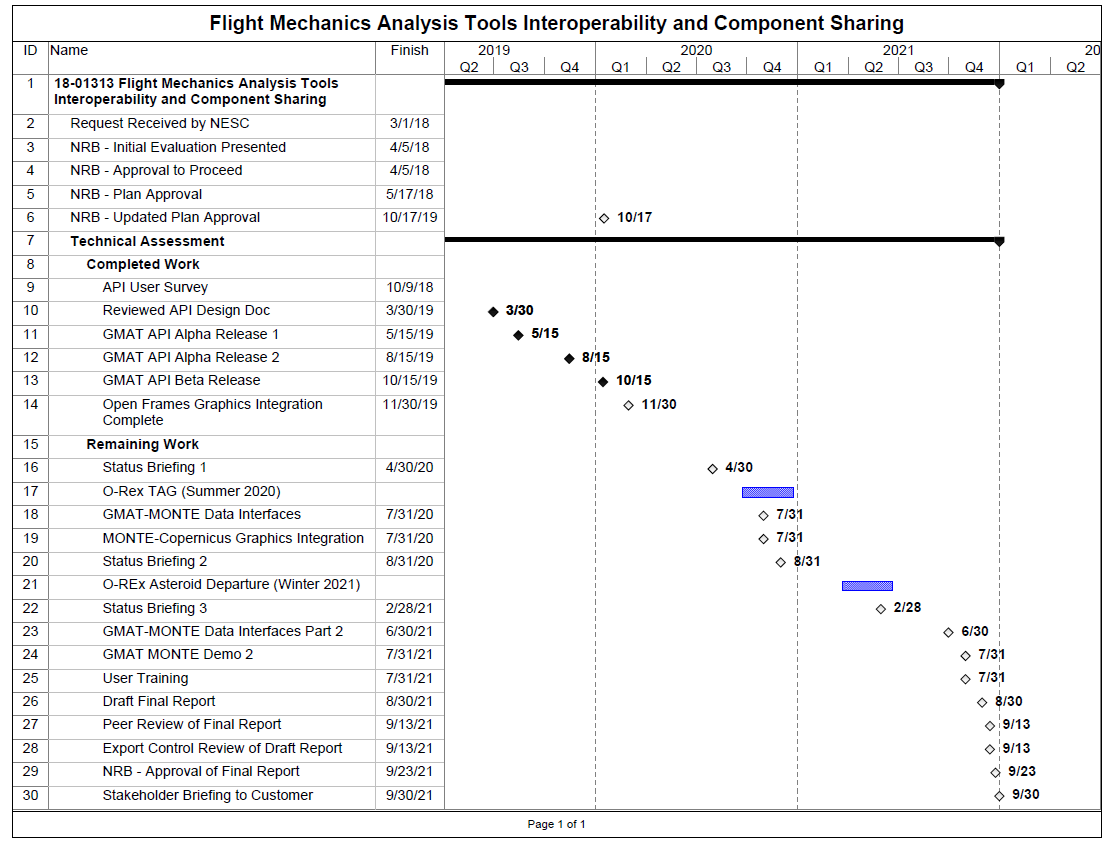 Flight Mechanics Analysis Tools Interoperability and Component Sharing
ID Name Finish 2019 2020 2021 20
Q2 Q3 Q4 Q1 Q2 Q3 Q4 Q1 Q2 Q3 Q4 Q1 Q2
1 18-01313 Flight Mechanics Analysis Tools
Interoperability and Component Sharing
2 Request Received by NESC 3/1/18
3 NRB - Initial Evaluation Presented 4/5/18
4 NRB - Approval to Proceed 4/5/18
5 NRB - Plan Approval 5/17/18
6 NRB - Updated Plan Approval 10/17/19 10/17
7 Technical Assessment
8 Completed Work
9 API User Survey 10/9/18
10 Reviewed API Design Doc 3/30/19 3/30
11 GMAT API Alpha Release 1 5/15/19 5/15
12 GMAT API Alpha Release 2 8/15/19 8/15
13 GMAT API Beta Release 10/15/19 10/15
14 Open Frames Graphics Integration 11/30/19 11/30
Complete
15 Remaining Work
16 Status Briefing 1 4/30/20 4/30
17 O-Rex TAG (Summer 2020)
18 GMAT-MONTE Data Interfaces 7/31/20 7/31
19 MONTE-Copernicus Graphics Integration 7/31/20 7/31
20 Status Briefing 2 8/31/20 8/31
21 O-REx Asteroid Departure (Winter 2021)
22 Status Briefing 3 2/28/21 2/28
23 GMAT-MONTE Data Interfaces Part 2 6/30/21 6/30
24 GMAT MONTE Demo 2 7/31/21 7/31
25 User Training 7/31/21 7/31
26 Draft Final Report 8/30/21 8/30
27 Peer Review of Final Report 9/13/21 9/13
28 Export Control Review of Draft Report 9/13/21 9/13
29 NRB - Approval of Final Report 9/23/21 9/23
30 Stakeholder Briefing to Customer 9/30/21 9/30
Page 1 of 1